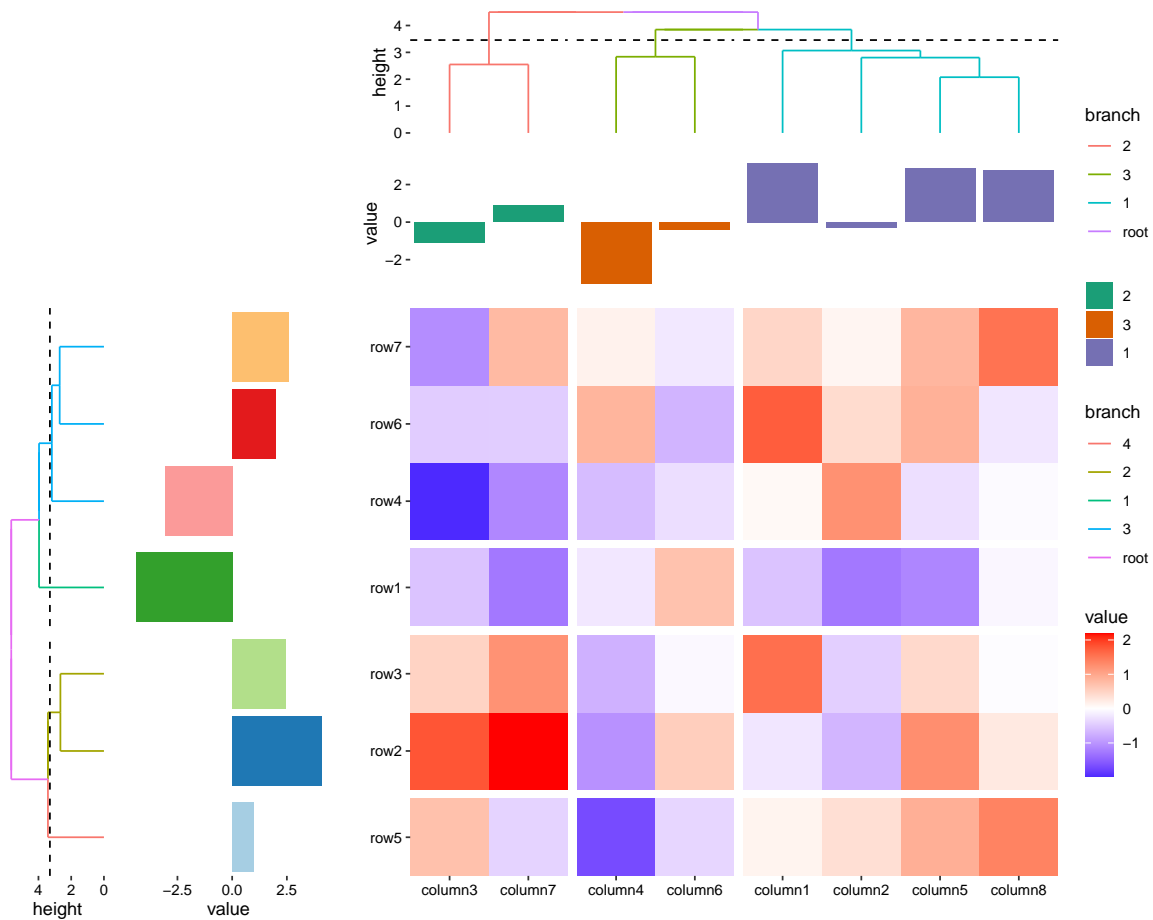 4
3
2
1
0
height
2
0
−2
value
branch
2
3
1
root
2
3
1
branch
4
2
1
3
root
value
2
1
0
−1
row7
row6
row4
row1
row3
row2
row5
4 2 0
height
−2.5 0.0 2.5
value
column3 column7 column4 column6 column1 column2 column5 column8